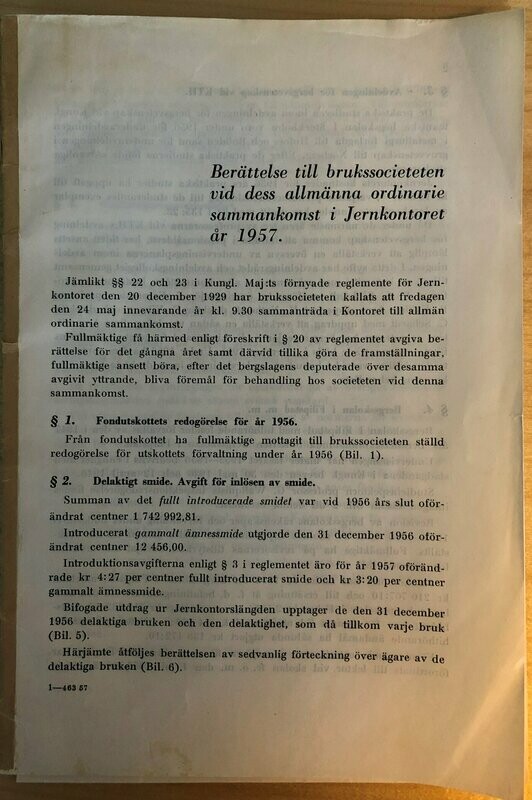 Berättelse till brukssocieteten
vid dess allmänna ordinarie
sammankomst i Jernkontoret
år 1957.
Jämlikt §§ 22 och 23 i Kungl. Maj:ts förnyade reglemente för Jern-
kontoret den 20 december 1929 har brukssocieteten kallats att fredagen
den 24 maj innevarande år kl. 9.30 sammanträda i Kontoret till allmän
ordinarie sammankomst.
Fullmäktige få härmed enligt föreskrift i § 20 av reglementet avgiva be-
rättelse för det gångna året samt därvid tillika göra de framställningar,
fullmäktige ansett böra, efter det bergslagens deputerade över desamma
avgivit yttrande, bliva föremål för behandling hos societeten vid denna
sammankomst.
§ 1. Fondutskottets redogörelse för år 1956.
Från fondutskottet ha fullmäktige mottagit till brukssocieteten ställd
redogörelse för utskottets förvaltning under år 1956 (Bil. 1).
§ 2. Delaktigt smide. Avgift för inlösen av smide.
Summan av det fullt introducerade smidet var vid 1956 års slut oför-
ändrat centner 1 742 992,81.
Introducerat gammalt ämnessmide utgjorde den 31 december 1956 oför-
ändrat centner 12 456,00.
Introduktionsavgifterna enligt § 3 i reglementet äro för år 1957 oföränd-
rade kr 4:27 per centner fullt introducerat smide och kr 3:20 per centner
gammalt ämnessmide.
Bifogade utdrag ur Jernkontorslängden upptager de den 31 december
1956 delaktiga bruken och den delaktighet, som då tillkom varje bruk
(Bil. 5).
Härjämte åtföljes berättelsen av sedvanlig förteckning över ägare av de
delaktiga bruken (Bil. 6).
1—463 57